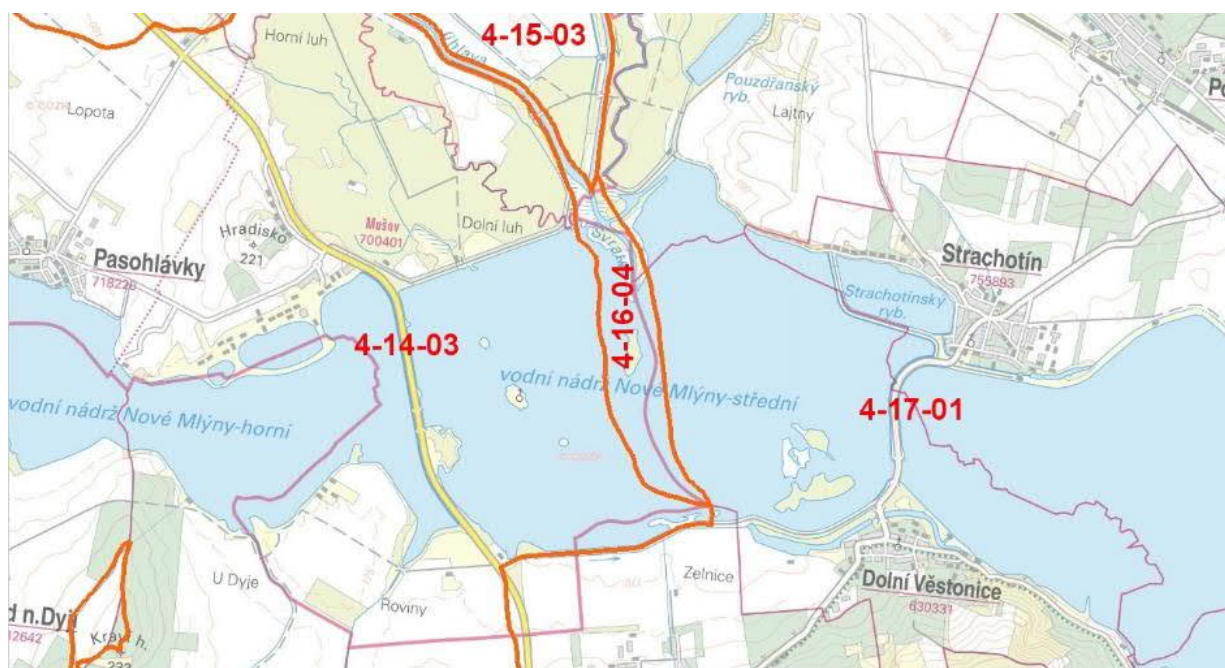 4-15-03
Horní luh
Lopota
Pouzdřanský
ryb.
Lajtny
Mušov
700401
Dolní luh
Hradisko
221
Pasohlávky
718226
Strachotín
755893
Strachotínský
ryb.
4-16-04
4-14-03
vodní nádrž Nové Mlýny-střední
4-17-01
vodní nádrž Nové Mlýny-horní
U Dyje
Roviny
Zelnice
Dolní Věstonice
630331
d n.Dyjí
12642